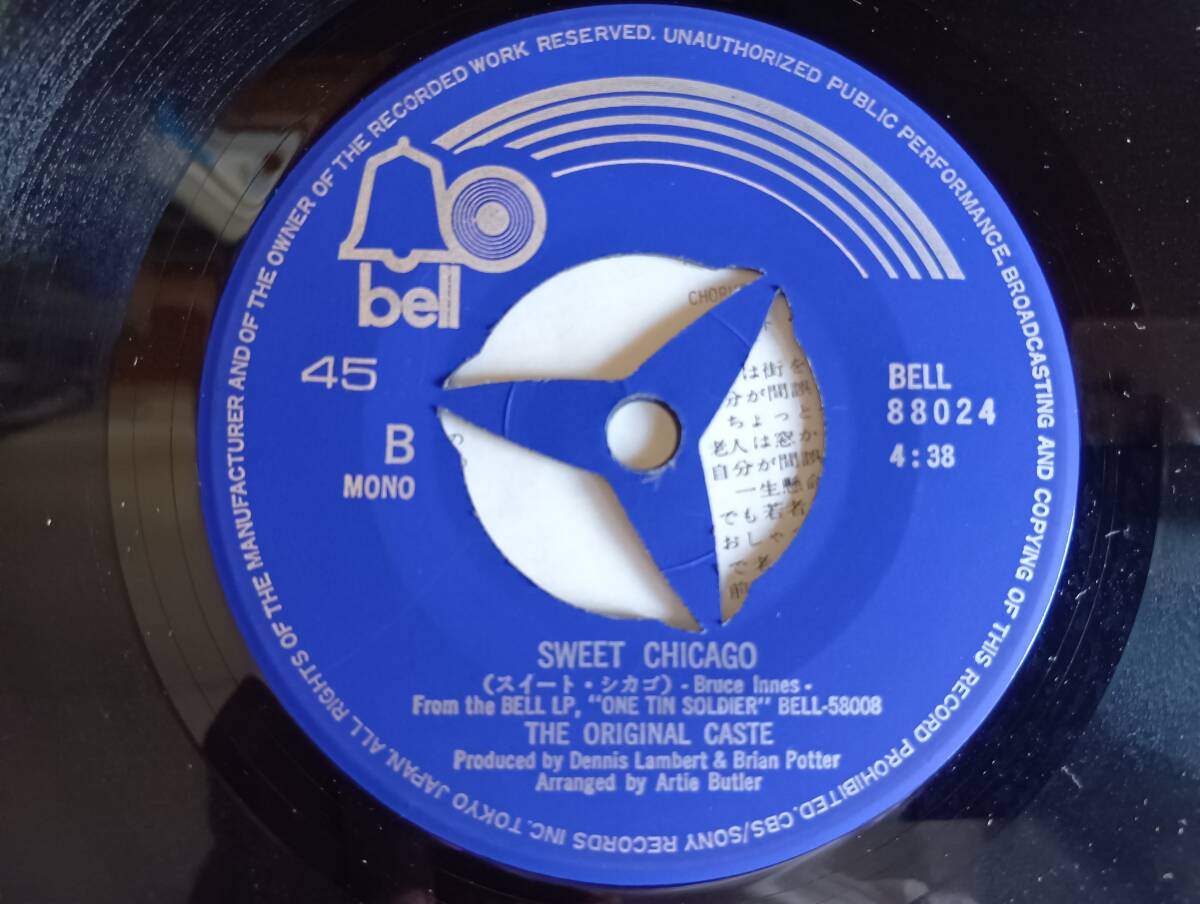 ALL RIGHTS OF THE MANUFACTURER AND OF THE OWNER OF THE RECORDED WORK RESERVED. UNAUTHORIZED PUBLIC PERFORMANCE, BROADCASTING AND COPYING OF THIS RECORD PROHIBITED. CBS/SONY RECORDS INC. TOKYO JAPAN.
bell
45
B
MONO
BELL
88024
4:38
は街を
分が間誤
ちょっと
老人は窓か
自分が間誤
一生懸命
でも若者
おしゃ
SWEET CHICAGO
(スイート・シカゴ) - Bruce Innes -
From the BELL LP, "ONE TIN SOLDIER" BELL-58008
THE ORIGINAL CASTE
Produced by Dennis Lambert & Brian Potter
Arranged by Artie Butler